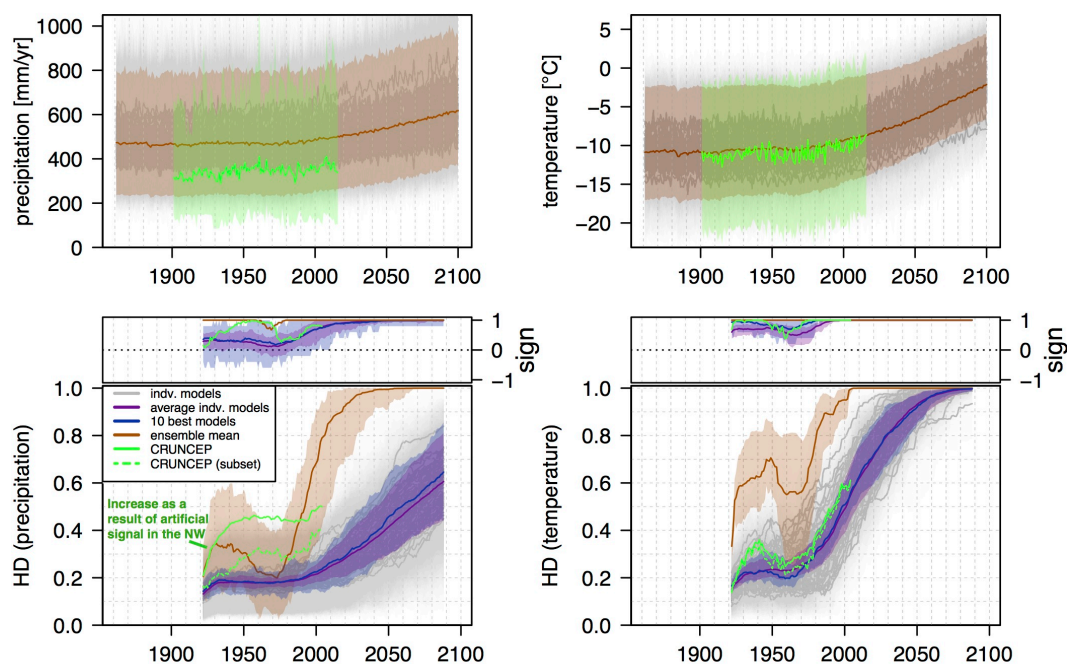 precipitation [mm/yr]
1000
800
600
400
200
0
1900 1950 2000 2050 2100
temperature [°C]
5
0
−5
−10
−15
−20
1900 1950 2000 2050 2100
1
0
−1
sign
HD (precipitation)
1.0
0.8
0.6
0.4
0.2
0.0
indv. models
average indv. models
10 best models
ensemble mean
CRUNCEP
CRUNCEP (subset)
Increase as a
result of artificial
signal in the NW
1900 1950 2000 2050 2100
1
0
−1
sign
HD (temperature)
1.0
0.8
0.6
0.4
0.2
0.0
1900 1950 2000 2050 2100